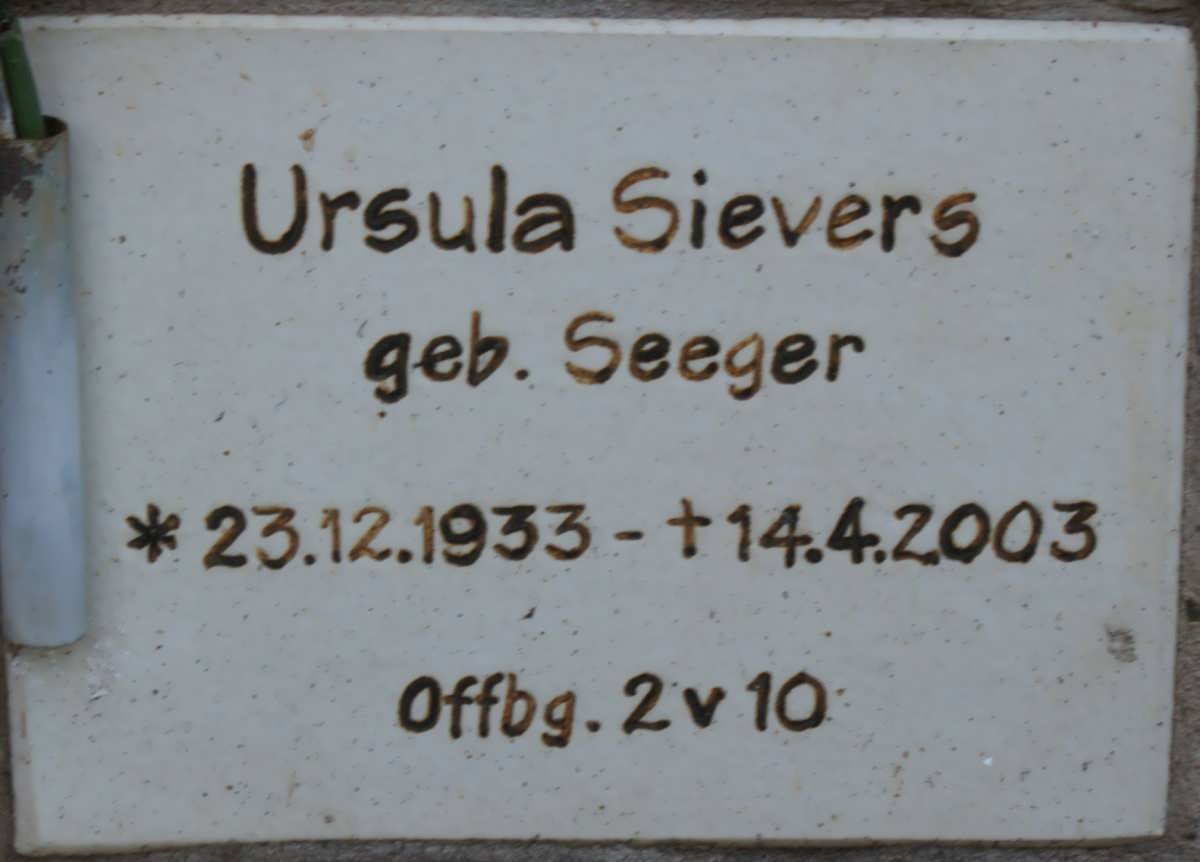 Ursula Sievers
geb. Seeger
* 23.12.1933 - † 14.4.2003
Offbg. 2 v 10